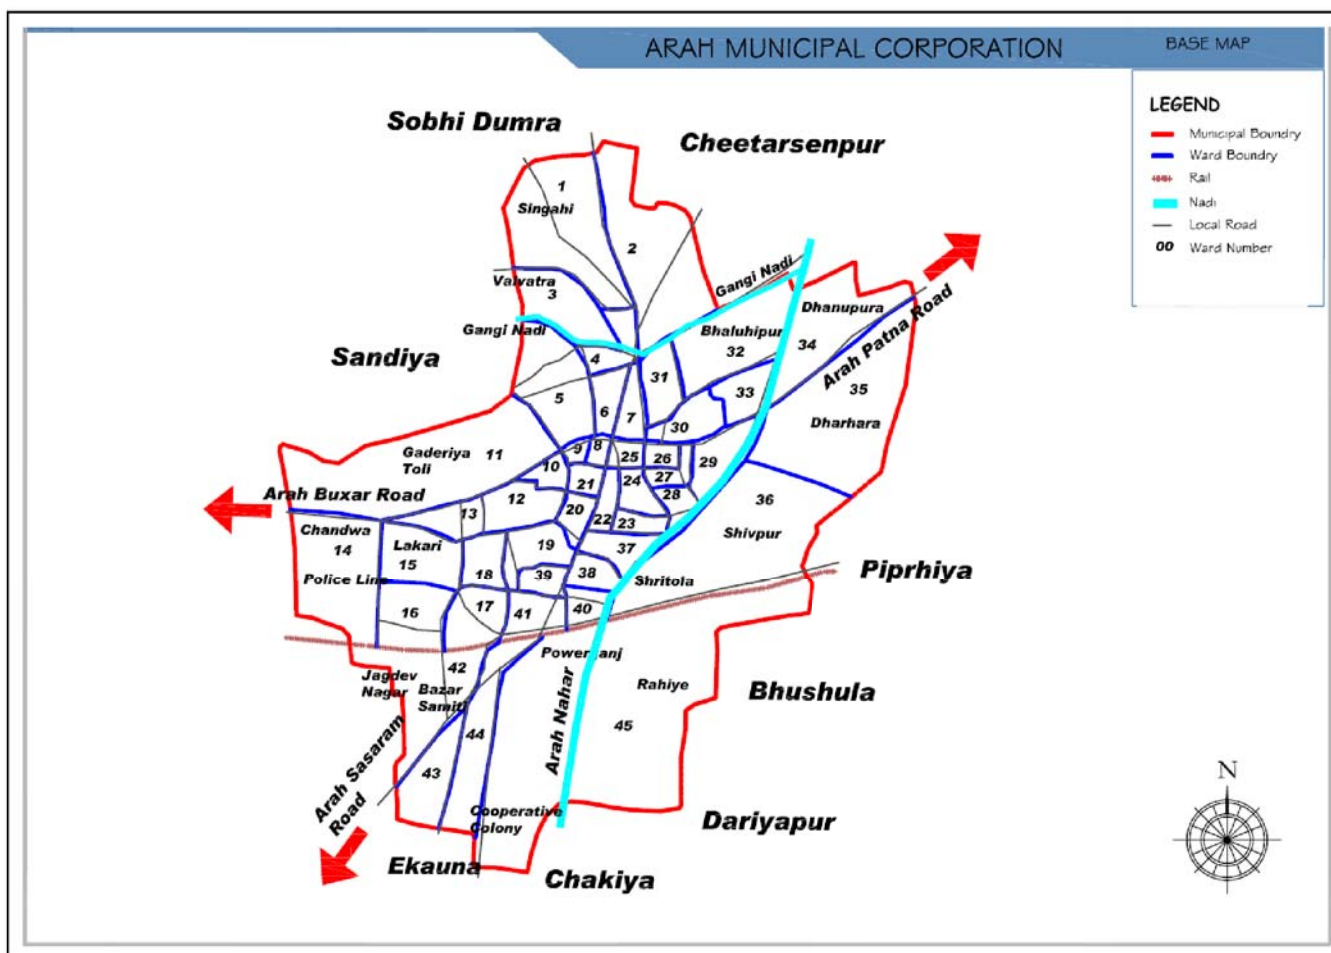 ARAH MUNICIPAL CORPORATION
BASE MAP
LEGEND
Municipal Boundry
Ward Boundry
Rail
Nadi
Local Road
00 Ward Number
Sobhi Dumra
Cheetarsenpur
1
Singahi
2
Valvatra
3
Gangi Nadi
Gangi Nadi
Dhanupura
Bhaluhipur
32
34
Arah Patna Road
Sandiya
4
31
33
35
5
6
7
30
Dharhara
Gaderiya
Toli
11
9
8
25
26
29
10
21
24
27
28
Arah Buxar Road
12
36
13
20
22
23
Shivpur
Chandwa
14
Lakari
15
19
37
Police Line
18
39
38
Shritola
Piprhiya
16
17
41
40
Powerganj
42
Jagdev
Nagar
Bazar
Samiti
Rahiye
Bhushula
45
44
Arah Nahar
43
Arah Sasaram
Road
Cooperative
Colony
Dariyapur
Ekauna
Chakiya
N